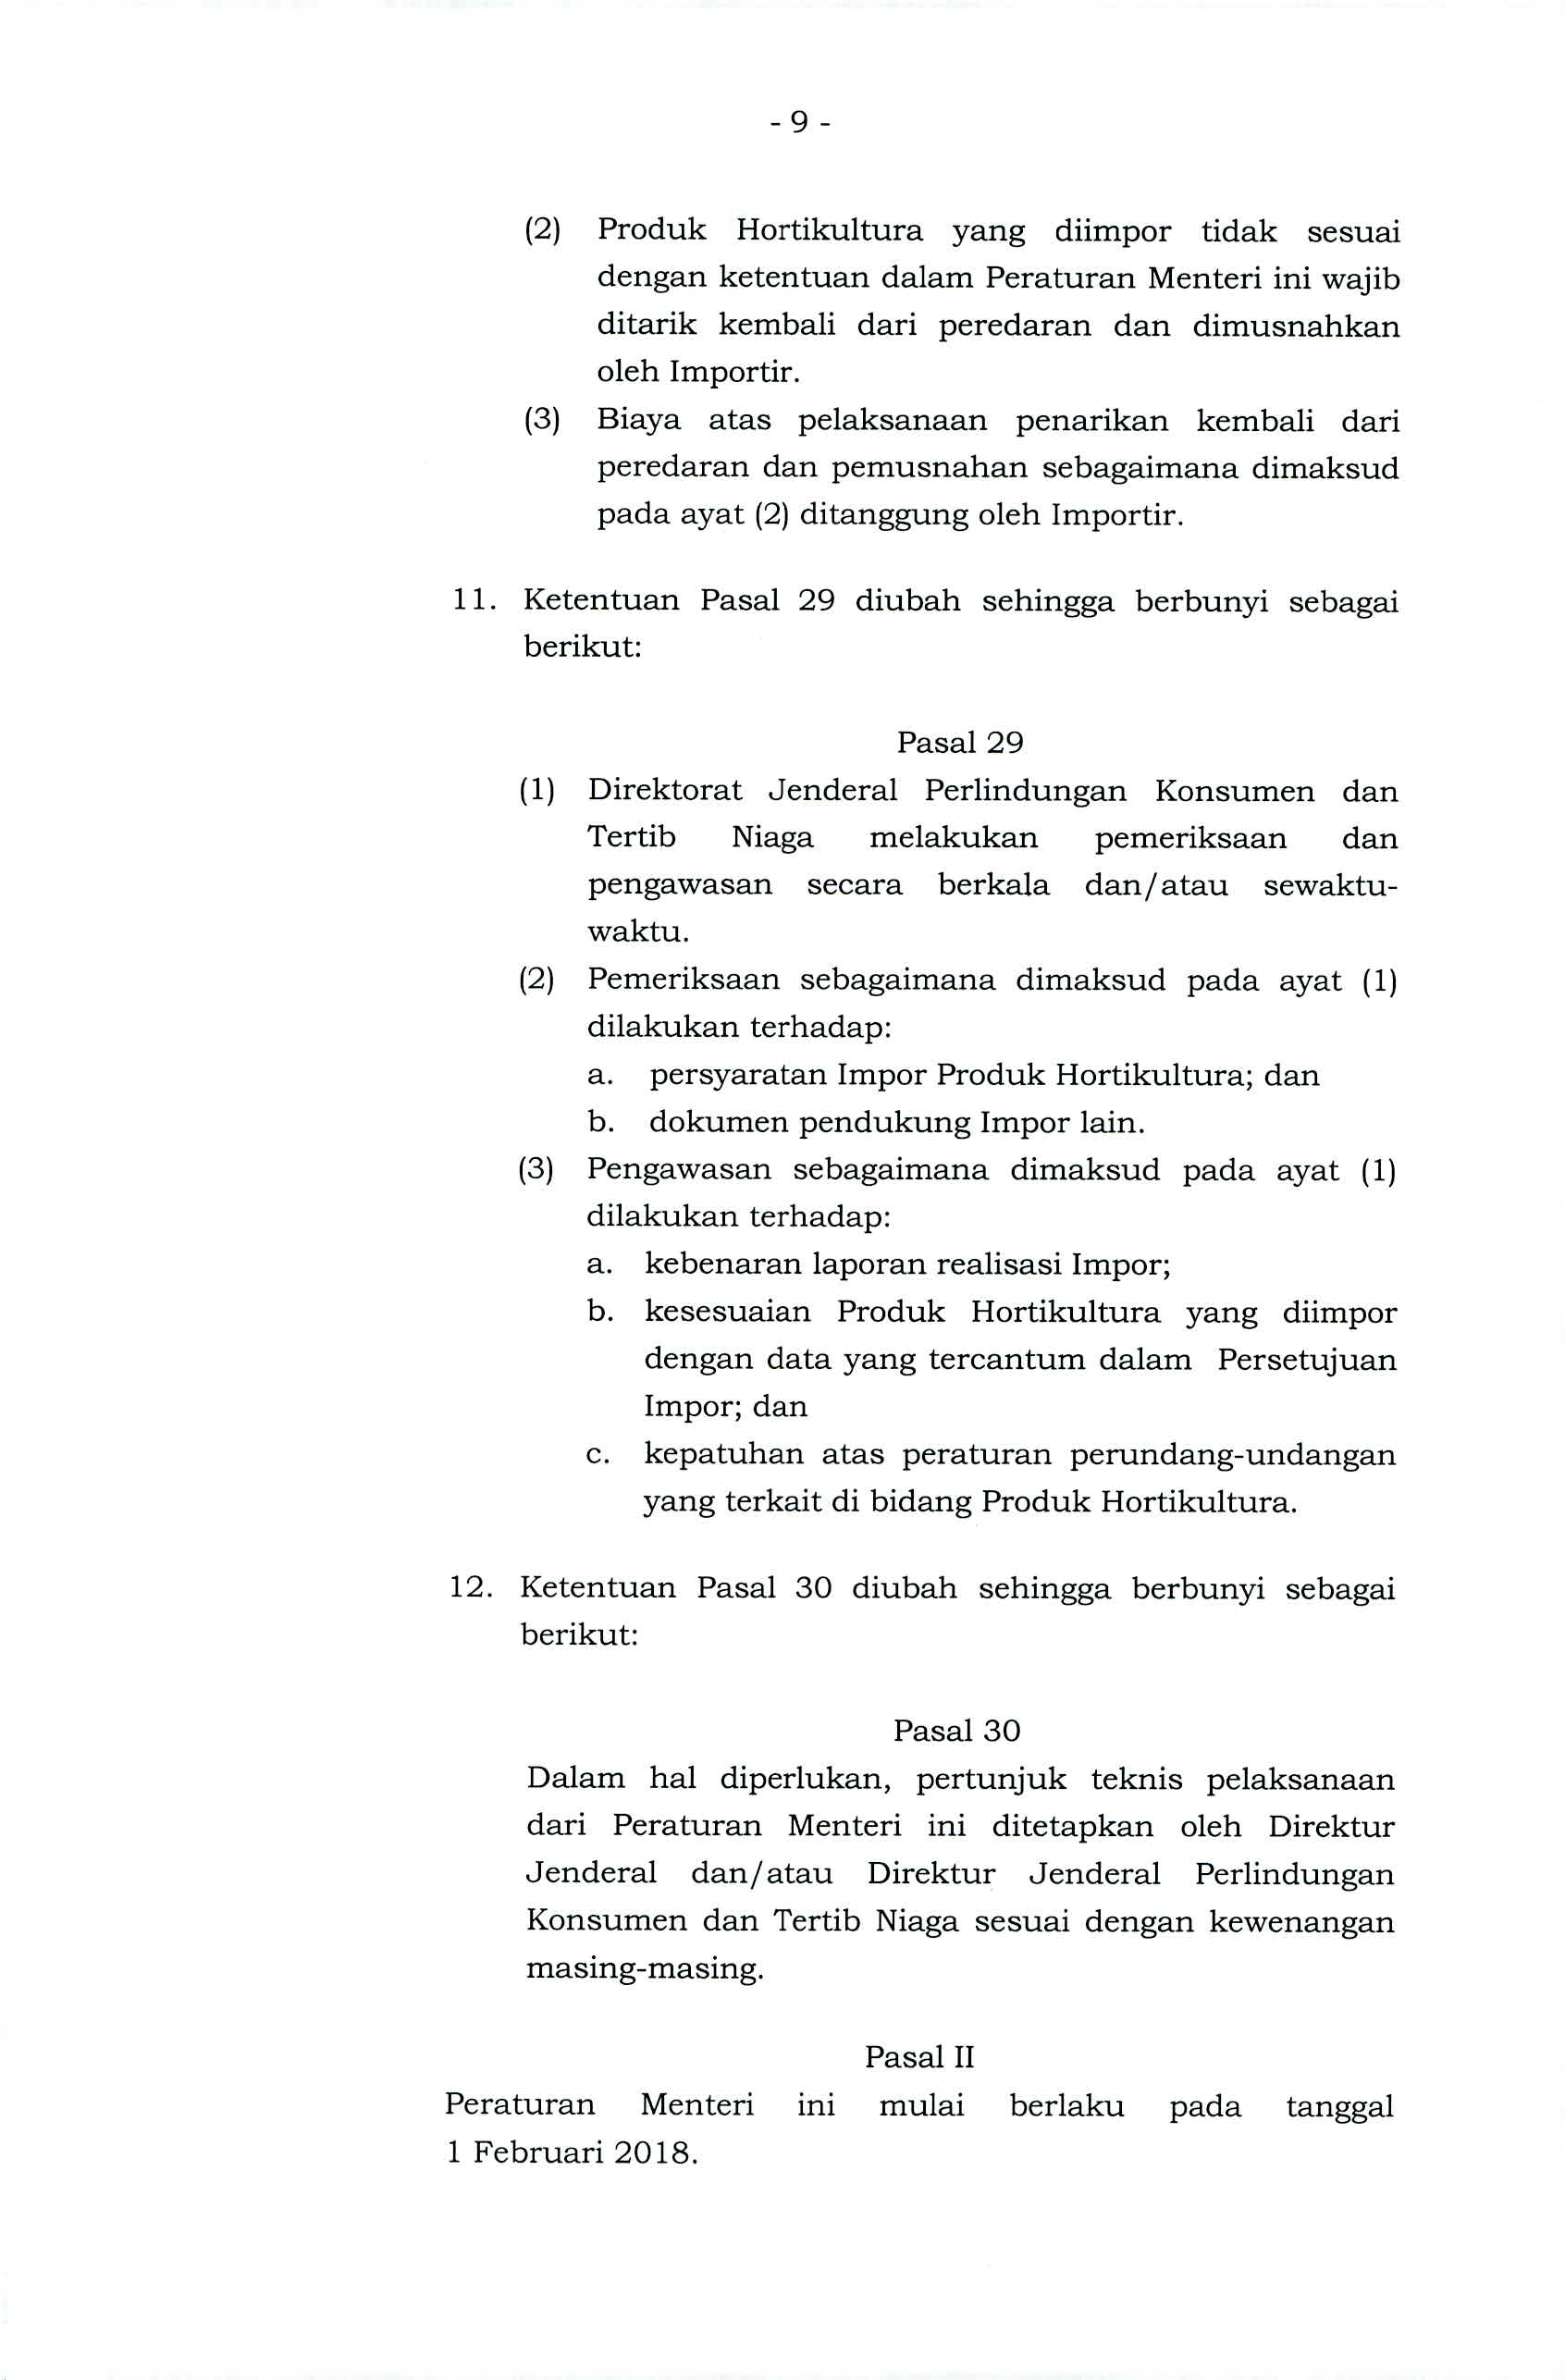 - 9 -
(2) Produk Hortikultura yang diimpor tidak sesuai
dengan ketentuan dalam Peraturan Menteri ini wajib
ditarik kembali dari peredaran dan dimusnahkan
oleh Importir.
(3) Biaya atas pelaksanaan penarikan kembali dari
peredaran dan pemusnahan sebagaimana dimaksud
pada ayat (2) ditanggung oleh Importir.
11. Ketentuan Pasal 29 diubah sehingga berbunyi sebagai
berikut:
Pasal 29
(1) Direktorat Jenderal Perlindungan Konsumen dan
Tertib Niaga melakukan pemeriksaan dan
pengawasan secara berkala dan/atau sewaktu-
waktu.
(2) Pemeriksaan sebagaimana dimaksud pada ayat (1)
dilakukan terhadap:
a. persyaratan Impor Produk Hortikultura; dan
b. dokumen pendukung Impor lain.
(3) Pengawasan sebagaimana dimaksud pada ayat (1)
dilakukan terhadap:
a. kebenaran laporan realisasi Impor;
b. kesesuaian Produk Hortikultura yang diimpor
dengan data yang tercantum dalam Persetujuan
Impor; dan
c. kepatuhan atas peraturan perundang-undangan
yang terkait di bidang Produk Hortikultura.
12. Ketentuan Pasal 30 diubah sehingga berbunyi sebagai
berikut:
Pasal 30
Dalam hal diperlukan, pertunjuk teknis pelaksanaan
dari Peraturan Menteri ini ditetapkan oleh Direktur
Jenderal dan/atau Direktur Jenderal Perlindungan
Konsumen dan Tertib Niaga sesuai dengan kewenangan
masing-masing.
Pasal II
Peraturan Menteri ini mulai berlaku pada tanggal
1 Februari 2018.